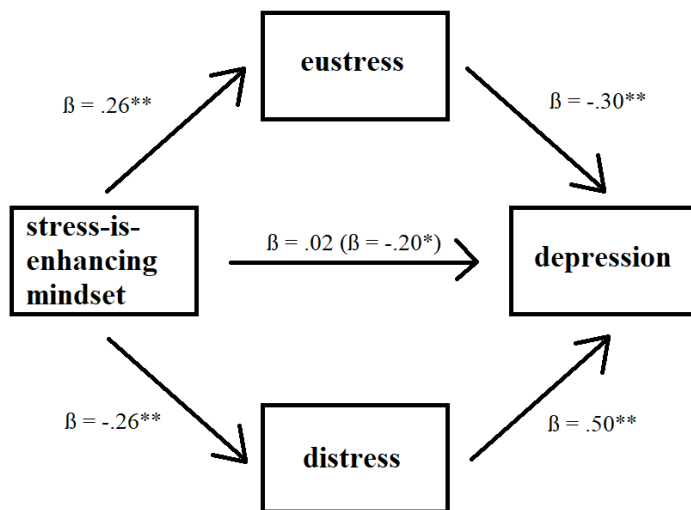 eustress
ß = .26**
ß = -.30**
stress-is-
enhancing
mindset
ß = .02 (ß = -.20*)
depression
ß = -.26**
distress
ß = .50**